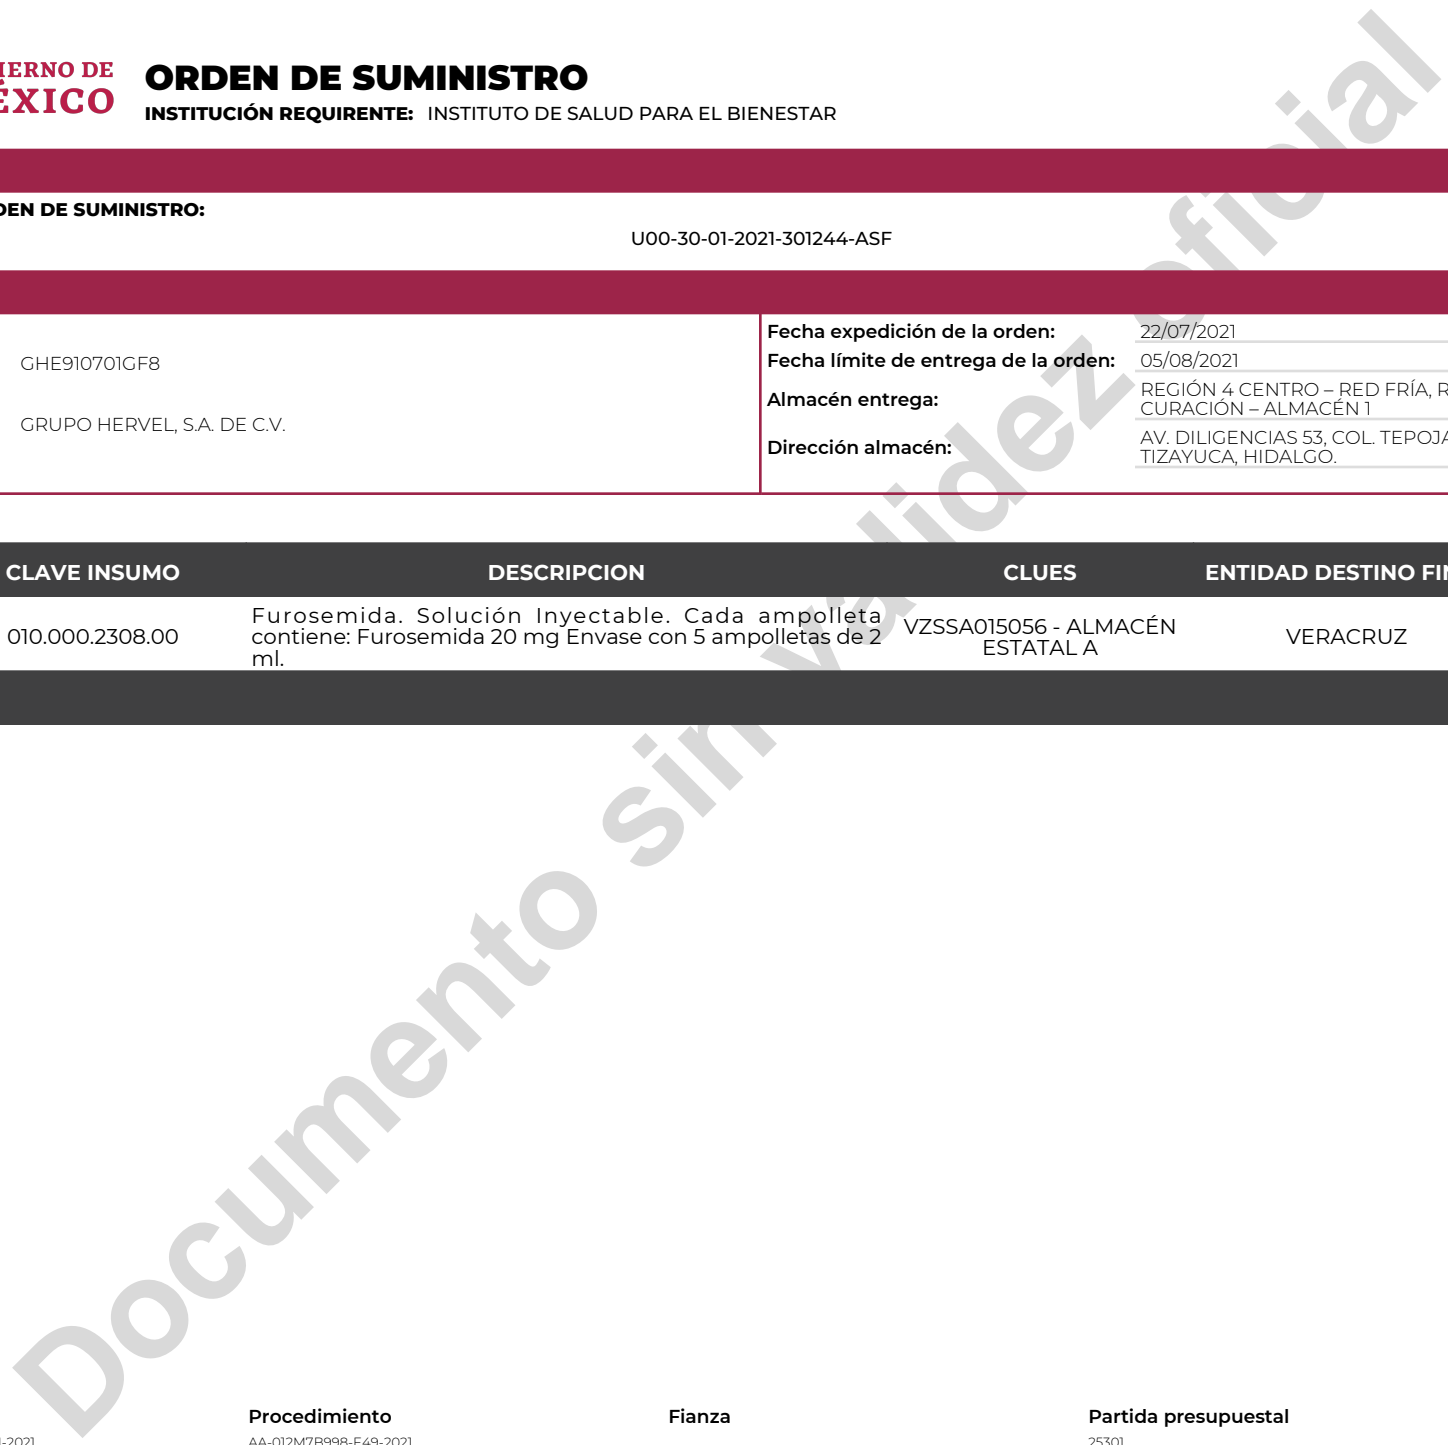 IERNO DE
ÉXICO
ORDEN DE SUMINISTRO
INSTITUCIÓN REQUIRENTE: INSTITUTO DE SALUD PARA EL BIENESTAR
DEN DE SUMINISTRO:
U00-30-01-2021-301244-ASF
GHE910701GF8
GRUPO HERVEL, S.A. DE C.V.
Fecha expedición de la orden: 22/07/2021
Fecha límite de entrega de la orden: 05/08/2021
Almacén entrega: REGIÓN 4 CENTRO – RED FRÍA, R
CURACIÓN – ALMACÉN 1
Dirección almacén: AV. DILIGENCIAS 53, COL. TEPOJA
TIZAYUCA, HIDALGO.
CLAVE INSUMO DESCRIPCION CLUES ENTIDAD DESTINO FIN
010.000.2308.00
Furosemida. Solución Inyectable. Cada ampolleta
contiene: Furosemida 20 mg Envase con 5 ampolletas de 2
ml.
VZSSA015056 - ALMACÉN
ESTATAL A
VERACRUZ
Documento sin validez oficial
Procedimiento Fianza Partida presupuestal
-2021 AA-012M7B998-E49-2021 25301